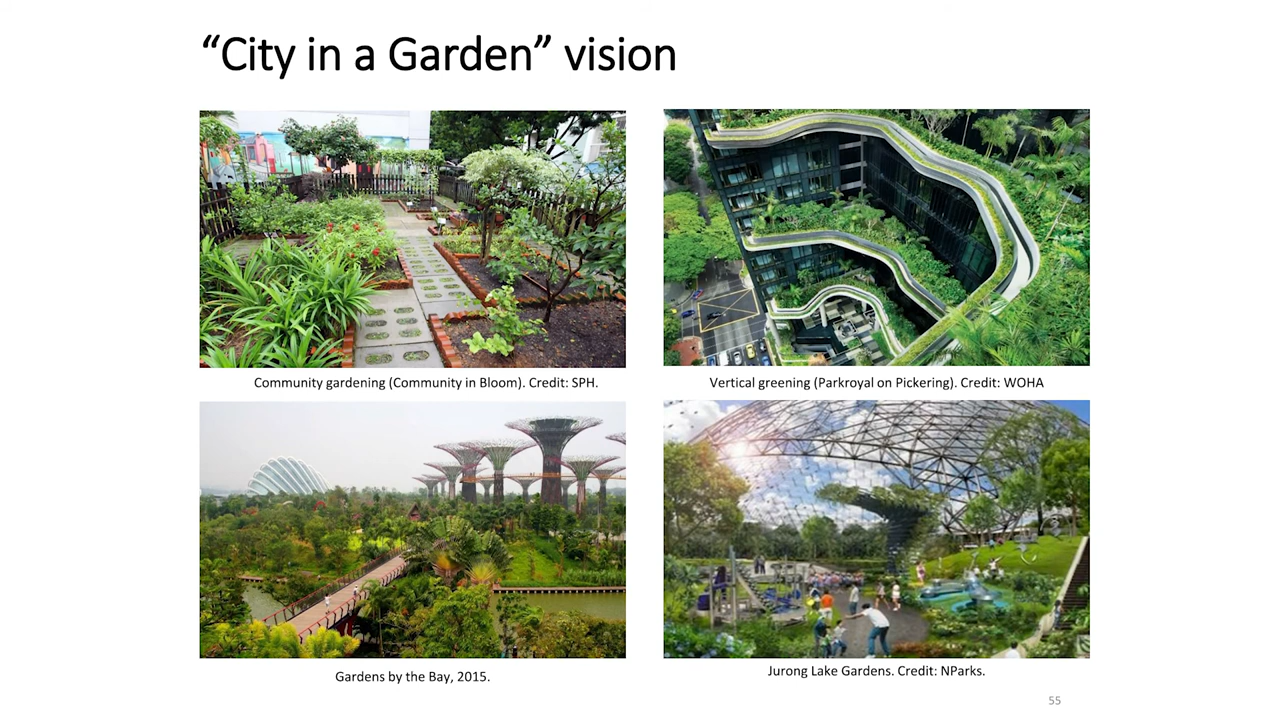 “City in a Garden” vision
Community gardening (Community in Bloom). Credit: SPH.
Vertical greening (Parkroyal on Pickering). Credit: WOHA
Gardens by the Bay, 2015.
Jurong Lake Gardens. Credit: NParks.
55